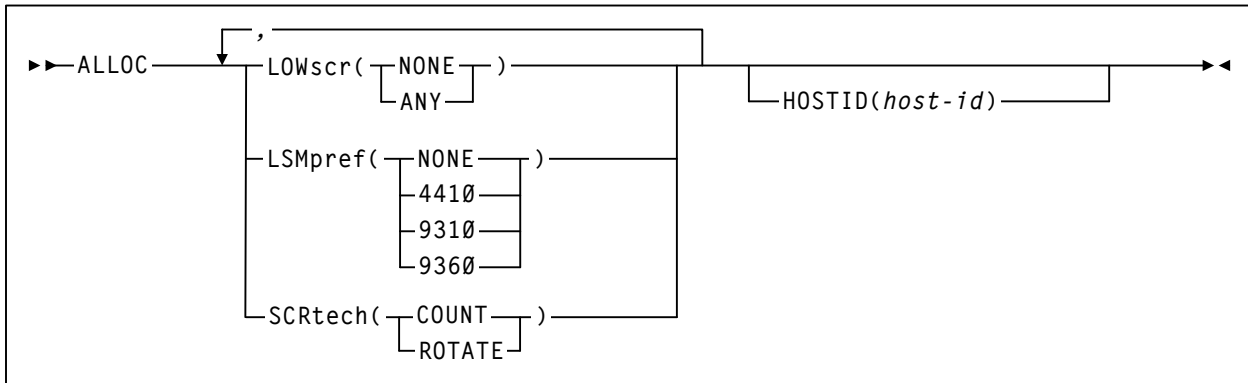 ,
ALLOC LOWscr( NONE )
ANY
HOSTID(host-id)
LSMpref( NONE )
4410
9310
9360
SCRtech( COUNT )
ROTATE